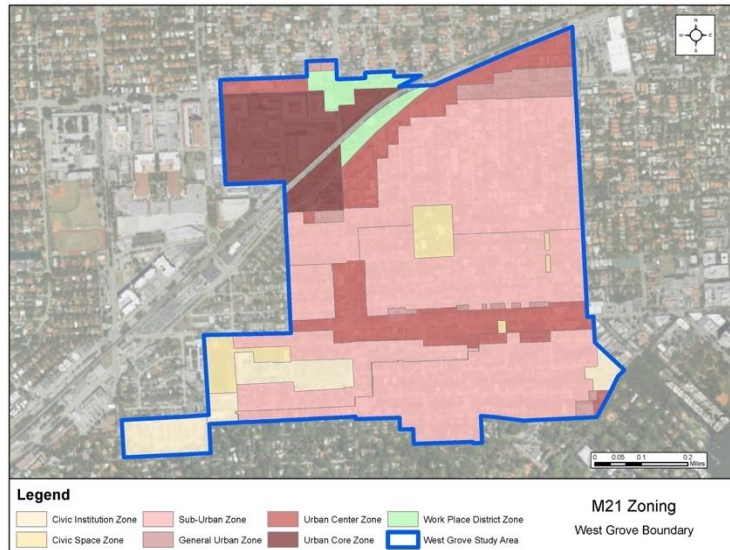 N
W E
S
0 0.05 0.1 0.2
Miles
Legend
Civic Institution Zone
Sub-Urban Zone
Urban Center Zone
Work Place District Zone
Civic Space Zone
General Urban Zone
Urban Core Zone
West Grove Study Area
M21 Zoning
West Grove Boundary